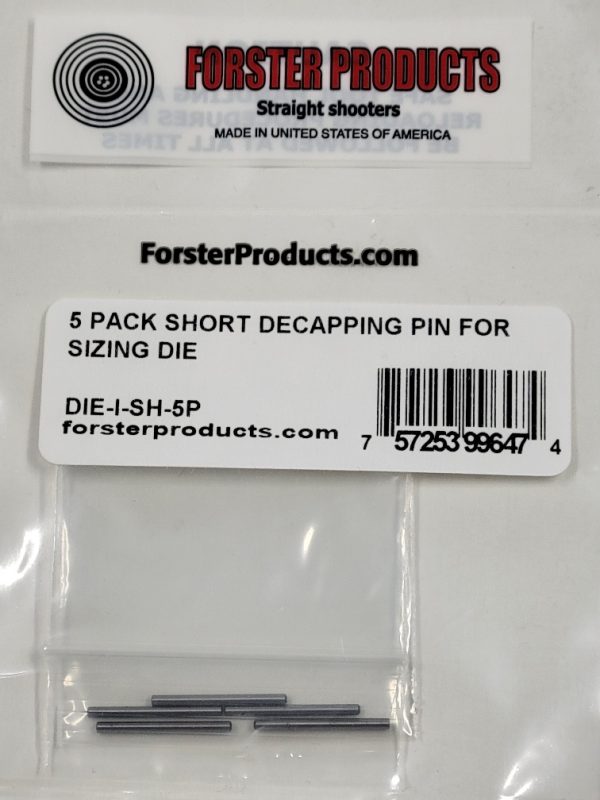 FORSTER PRODUCTS
Straight shooters
MADE IN UNITED STATES OF AMERICA
ForsterProducts.com
5 PACK SHORT DECAPPING PIN FOR
SIZING DIE
DIE-I-SH-5P
forsterproducts.com
7 57253 99647 4